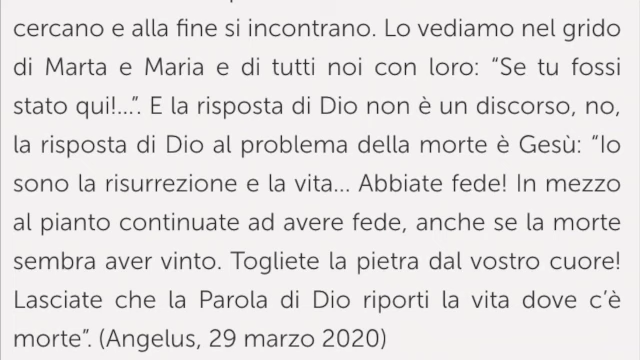 cercano e alla fine si incontrano. Lo vediamo nel grido
di Marta e Maria e di tutti noi con loro: “Se tu fossi
stato qui!...”. E la risposta di Dio non è un discorso, no,
la risposta di Dio al problema della morte è Gesù: “Io
sono la risurrezione e la vita... Abbiate fede! In mezzo
al pianto continuate ad avere fede, anche se la morte
sembra aver vinto. Togliete la pietra dal vostro cuore!
Lasciate che la Parola di Dio riporti la vita dove c’è
morte”. (Angelus, 29 marzo 2020)